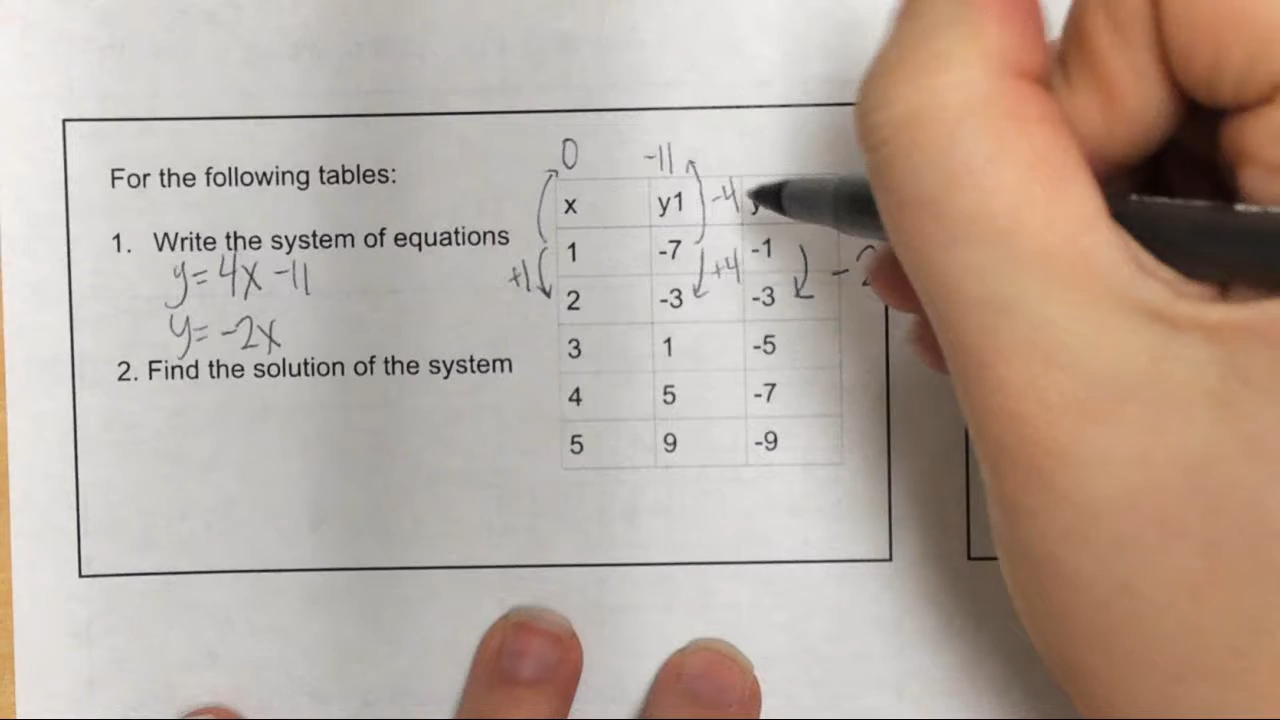 For the following tables:
1. Write the system of equations
y=4x-11
y=-2x
2. Find the solution of the system
0 -11
x y1 -4
1 -7 -1
+1 +4
2 -3 -3
3 1 -5
4 5 -7
5 9 -9